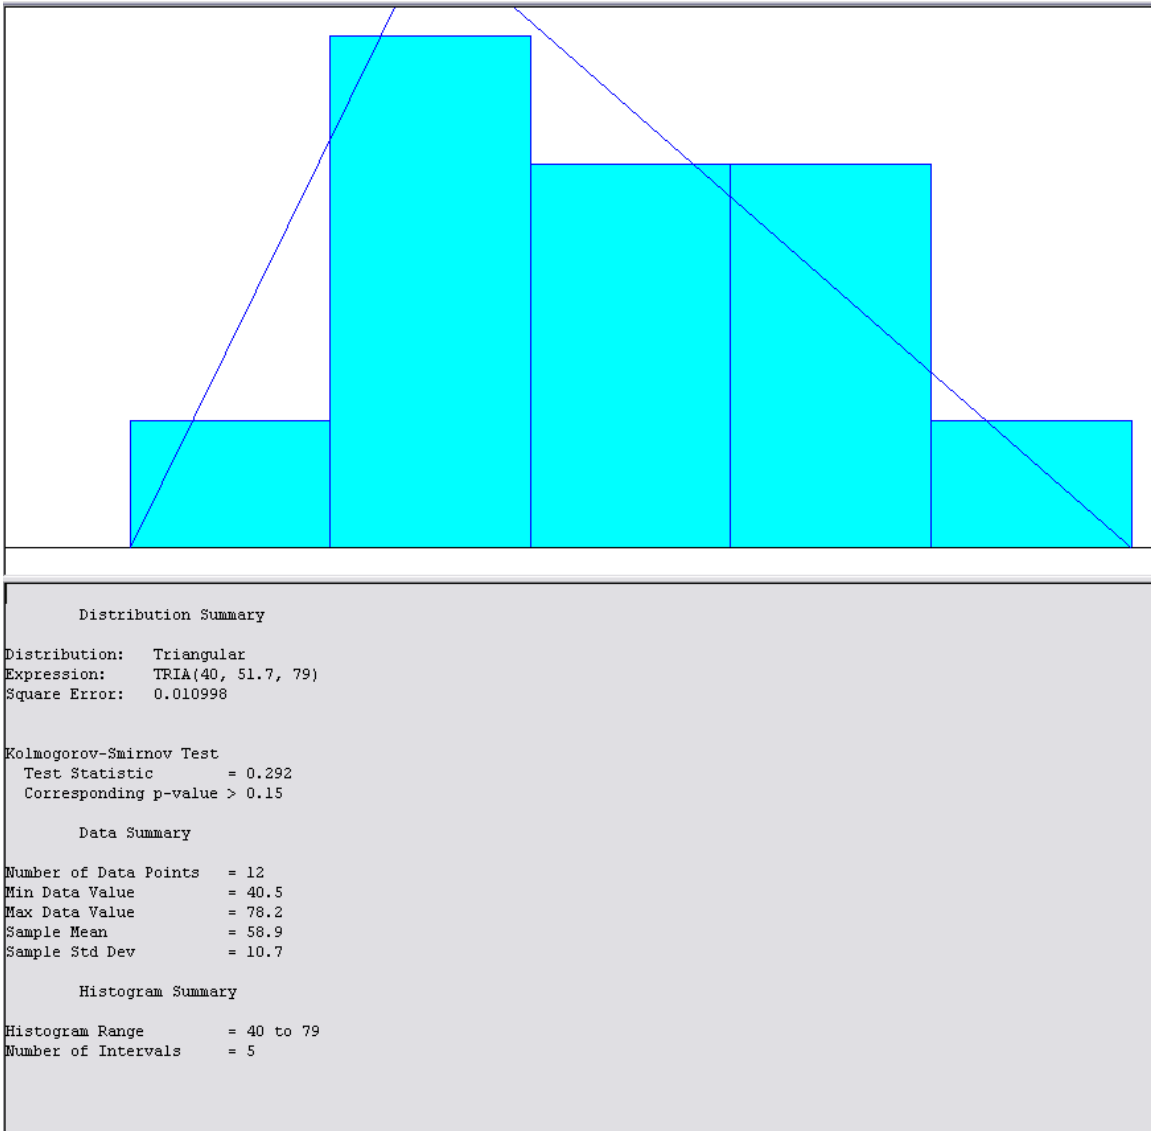 Distribution Summary
Distribution: Triangular
Expression: TRIA(40, 51.7, 79)
Square Error: 0.010998
Kolmogorov-Smirnov Test
Test Statistic = 0.292
Corresponding p-value > 0.15
Data Summary
Number of Data Points = 12
Min Data Value = 40.5
Max Data Value = 78.2
Sample Mean = 58.9
Sample Std Dev = 10.7
Histogram Summary
Histogram Range = 40 to 79
Number of Intervals = 5